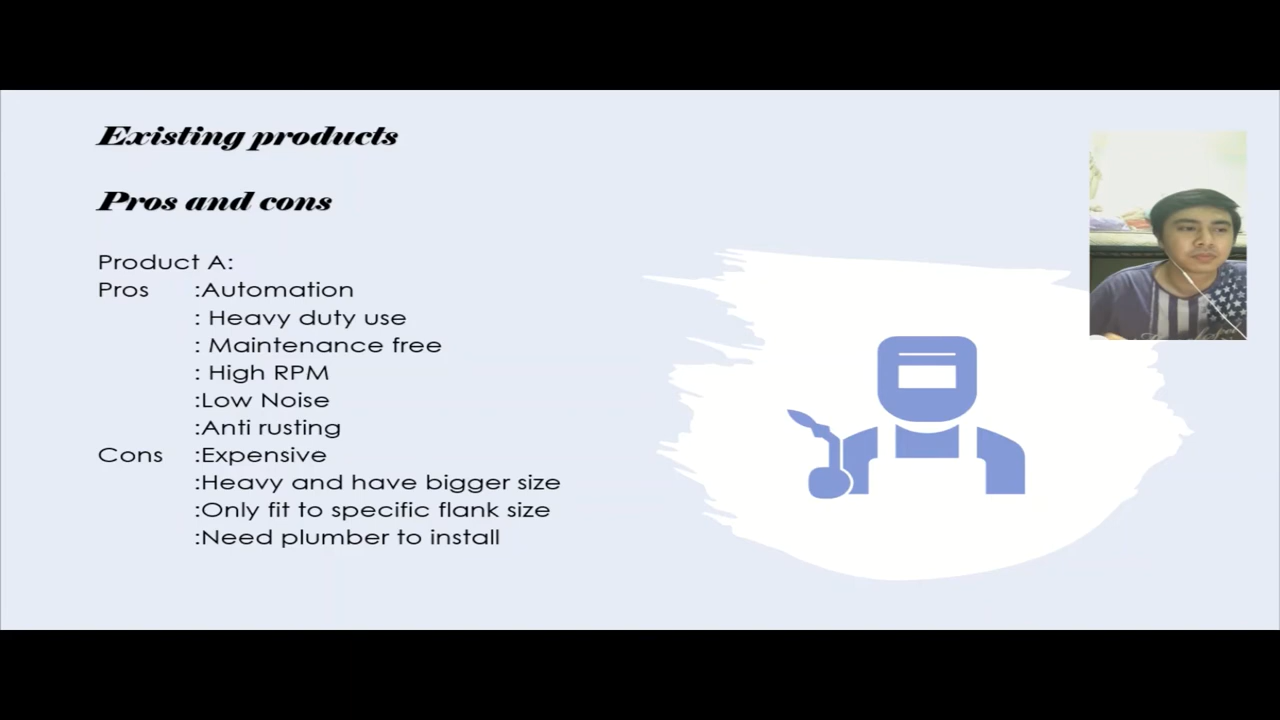 Existing products
Pros and cons
Product A:
Pros :Automation
: Heavy duty use
: Maintenance free
: High RPM
:Low Noise
:Anti rusting
Cons :Expensive
:Heavy and have bigger size
:Only fit to specific flank size
:Need plumber to install